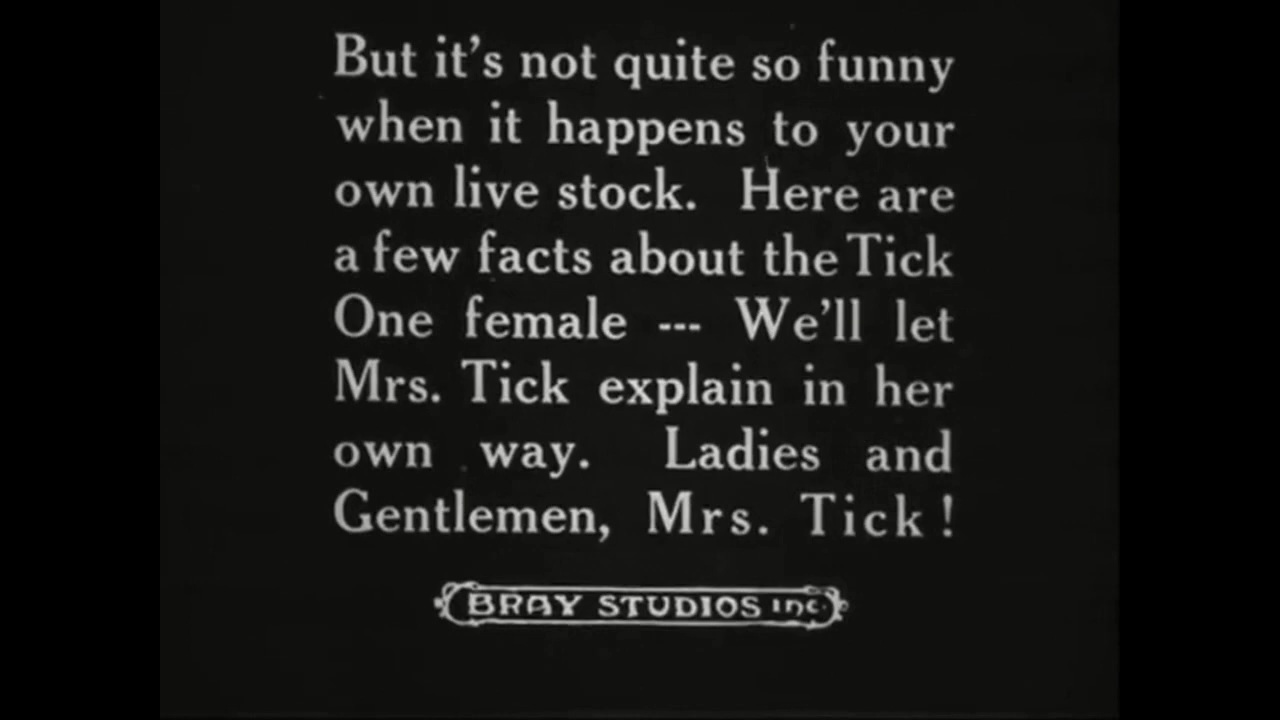 But it's not quite so funny
when it happens to your
own live stock. Here are
a few facts about the Tick
One female --- We'll let
Mrs. Tick explain in her
own way. Ladies and
Gentlemen, Mrs. Tick !
BRAY STUDIOS Inc.